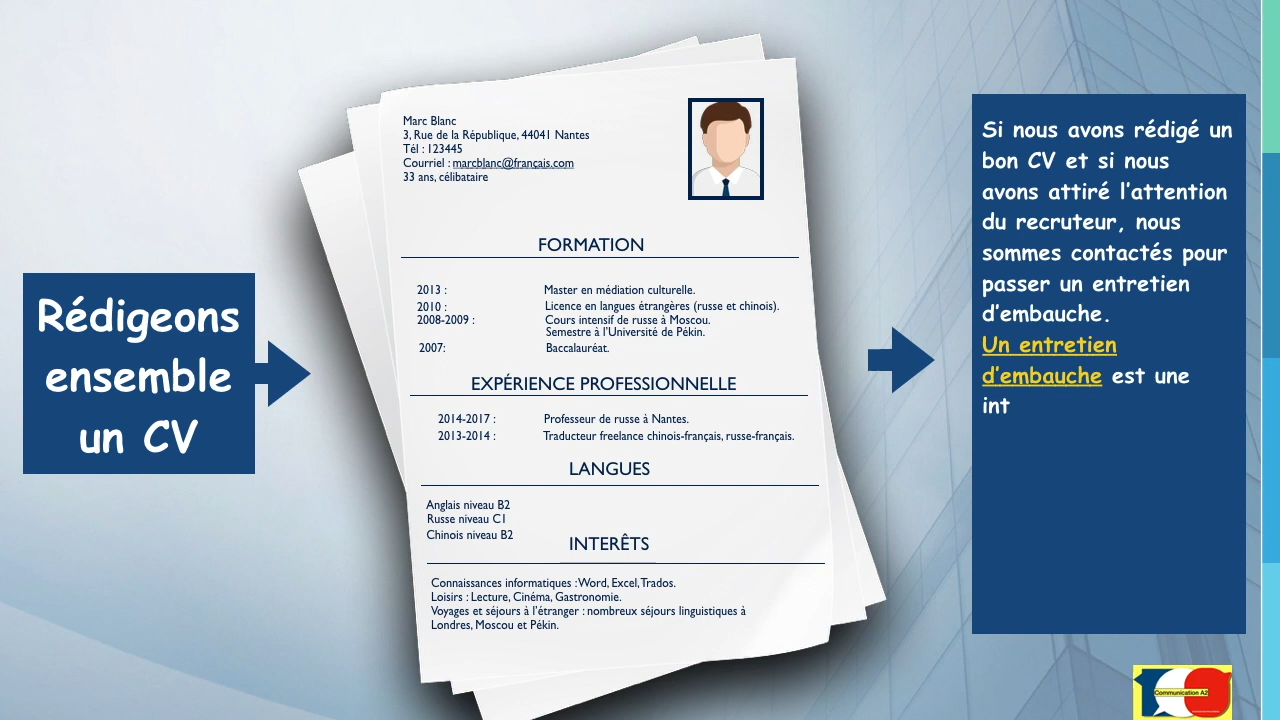 Rédigeons
ensemble
un CV
Marc Blanc
3, Rue de la République, 44041 Nantes
Tél : 123445
Courriel : marcblanc@français.com
33 ans, célibataire
FORMATION
2013 : Master en médiation culturelle.
2010 : Licence en langues étrangères (russe et chinois).
2008-2009 : Cours intensif de russe à Moscou.
Semestre à l'Université de Pékin.
2007: Baccalauréat.
EXPÉRIENCE PROFESSIONNELLE
2014-2017 : Professeur de russe à Nantes.
2013-2014 : Traducteur freelance chinois-français, russe-français.
LANGUES
Anglais niveau B2
Russe niveau C1
Chinois niveau B2
INTERÊTS
Connaissances informatiques : Word, Excel, Trados.
Loisirs : Lecture, Cinéma, Gastronomie.
Voyages et séjours à l'étranger : nombreux séjours linguistiques à
Londres, Moscou et Pékin.
Si nous avons rédigé un
bon CV et si nous
avons attiré l'attention
du recruteur, nous
sommes contactés pour
passer un entretien
d'embauche.
Un entretien
d'embauche est une
int
Communication A2